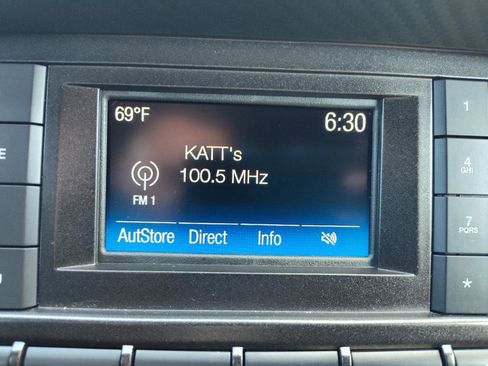 69°F
6:30
KATT's
100.5 MHz
FM 1
AutStore Direct Info
1
4
GHI
7
PQRS
*
E
U